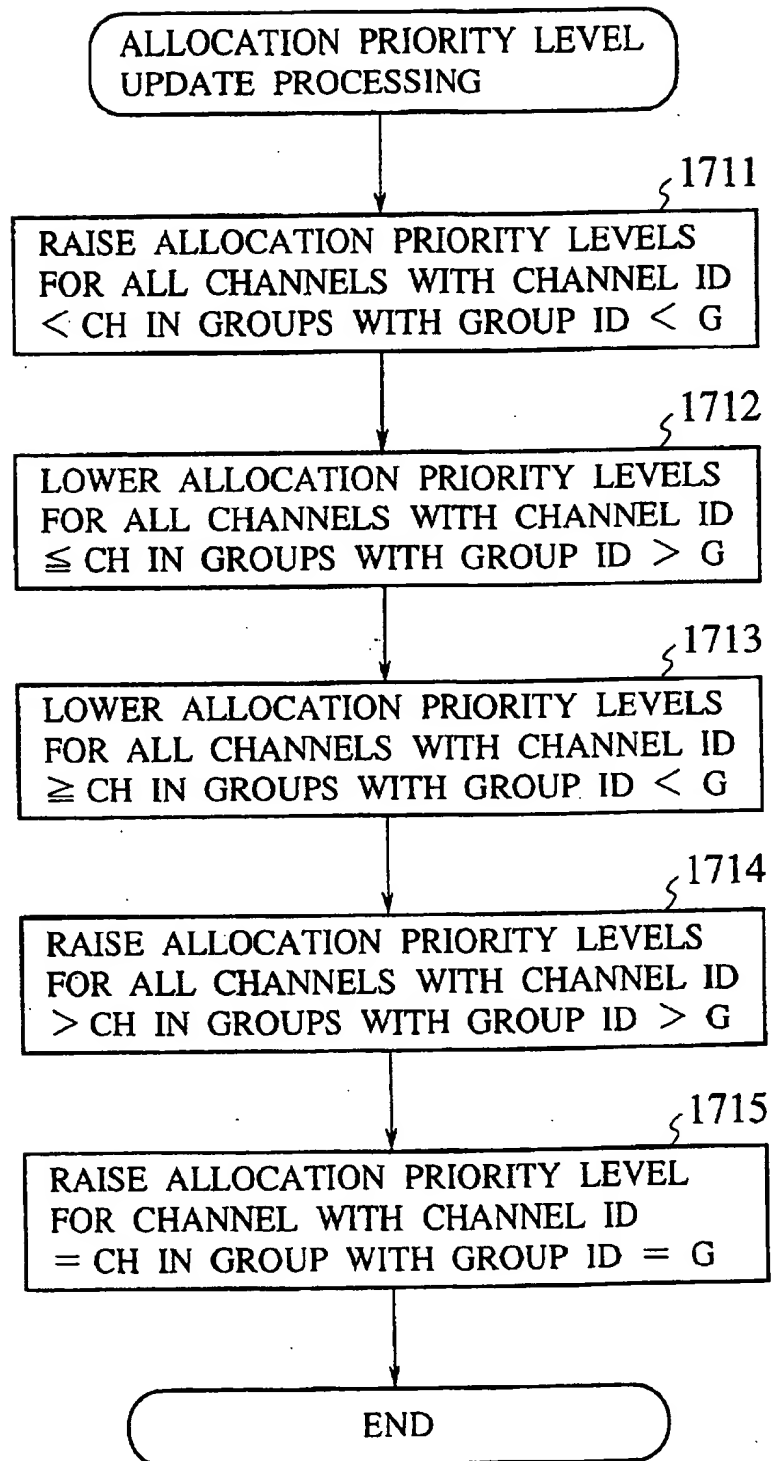 ALLOCATION PRIORITY LEVEL
UPDATE PROCESSING
1711
RAISE ALLOCATION PRIORITY LEVELS
FOR ALL CHANNELS WITH CHANNEL ID
< CH IN GROUPS WITH GROUP ID < G
1712
LOWER ALLOCATION PRIORITY LEVELS
FOR ALL CHANNELS WITH CHANNEL ID
≦ CH IN GROUPS WITH GROUP ID > G
1713
LOWER ALLOCATION PRIORITY LEVELS
FOR ALL CHANNELS WITH CHANNEL ID
≧ CH IN GROUPS WITH GROUP ID < G
1714
RAISE ALLOCATION PRIORITY LEVELS
FOR ALL CHANNELS WITH CHANNEL ID
> CH IN GROUPS WITH GROUP ID > G
1715
RAISE ALLOCATION PRIORITY LEVEL
FOR CHANNEL WITH CHANNEL ID
= CH IN GROUP WITH GROUP ID = G
END